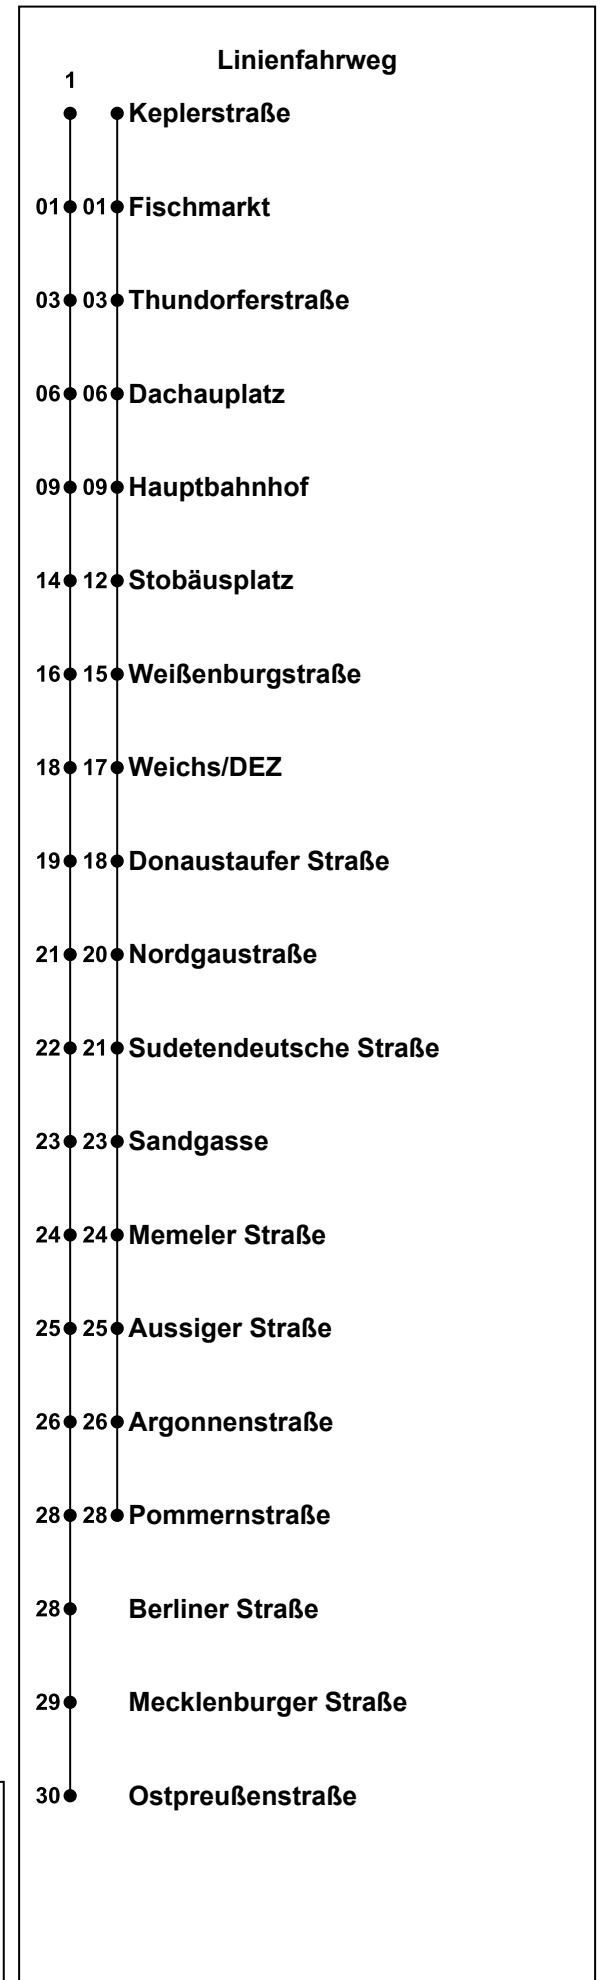 Linienfahrweg
1
Keplerstraße
01 01 Fischmarkt
03 03 Thundorferstraße
06 06 Dachauplatz
09 09 Hauptbahnhof
14 12 Stobäusplatz
16 15 Weißenburgstraße
18 17 Weichs/DEZ
19 18 Donaustaufer Straße
21 20 Nordgaustraße
22 21 Sudetendeutsche Straße
23 23 Sandgasse
24 24 Memeler Straße
25 25 Aussiger Straße
26 26 Argonnenstraße
28 28 Pommernstraße
28 Berliner Straße
29 Mecklenburger Straße
30 Ostpreußenstraße